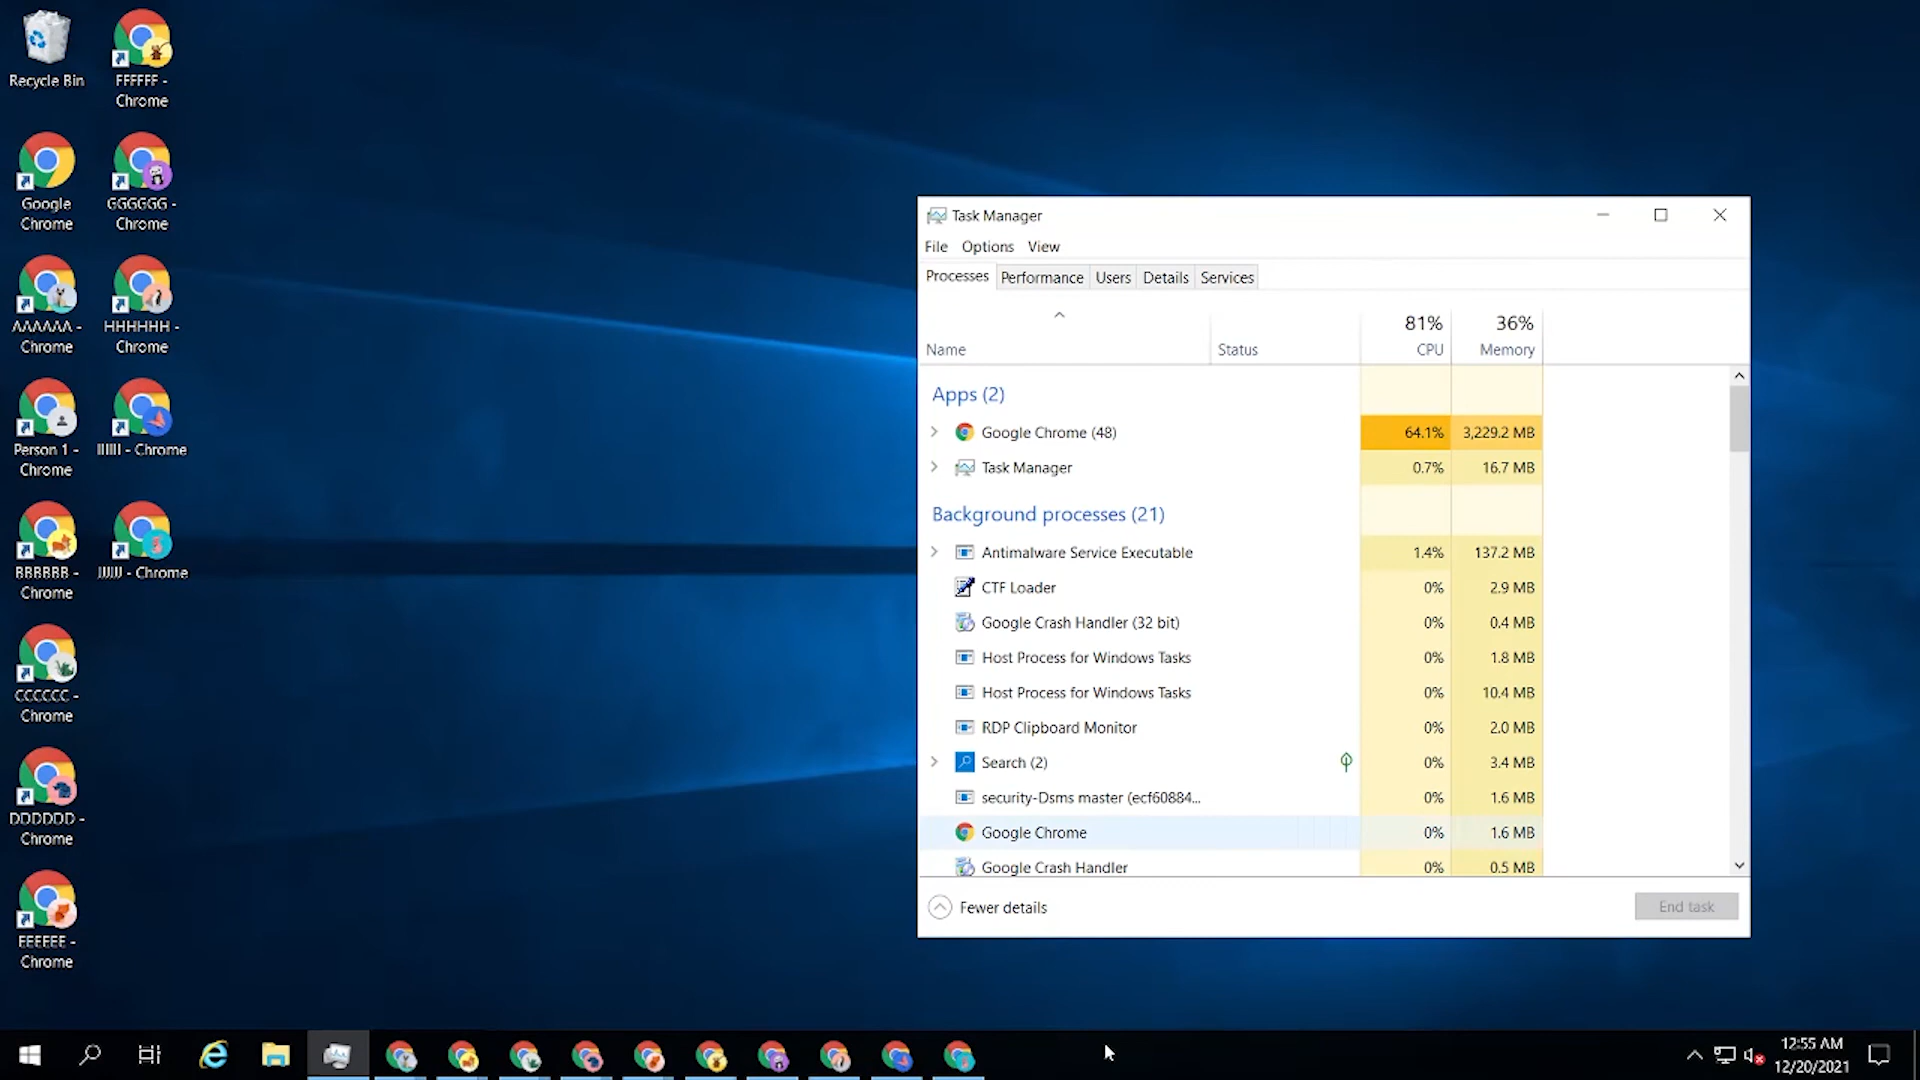 Recycle Bin
FFFFFF -
Chrome
Google
Chrome
GGGGGG -
Chrome
AAAAAA -
Chrome
HHHHHH -
Chrome
Person 1 -
Chrome
IIIIII - Chrome
BBBBBB -
Chrome
JJJJJJ - Chrome
CCCCCC -
Chrome
DDDDDD -
Chrome
EEEEEE -
Chrome
Task Manager
File Options View
Processes Performance Users Details Services
81% 36%
Name Status CPU Memory
Apps (2)
Google Chrome (48) 64.1% 3,229.2 MB
Task Manager 0.7% 16.7 MB
Background processes (21)
Antimalware Service Executable 1.4% 137.2 MB
CTF Loader 0% 2.9 MB
Google Crash Handler (32 bit) 0% 0.4 MB
Host Process for Windows Tasks 0% 1.8 MB
Host Process for Windows Tasks 0% 10.4 MB
RDP Clipboard Monitor 0% 2.0 MB
Search (2) 0% 3.4 MB
security-Dsms master (ecf60884... 0% 1.6 MB
Google Chrome 0% 1.6 MB
Google Crash Handler 0% 0.5 MB
Fewer details End task
12:55 AM
12/20/2021